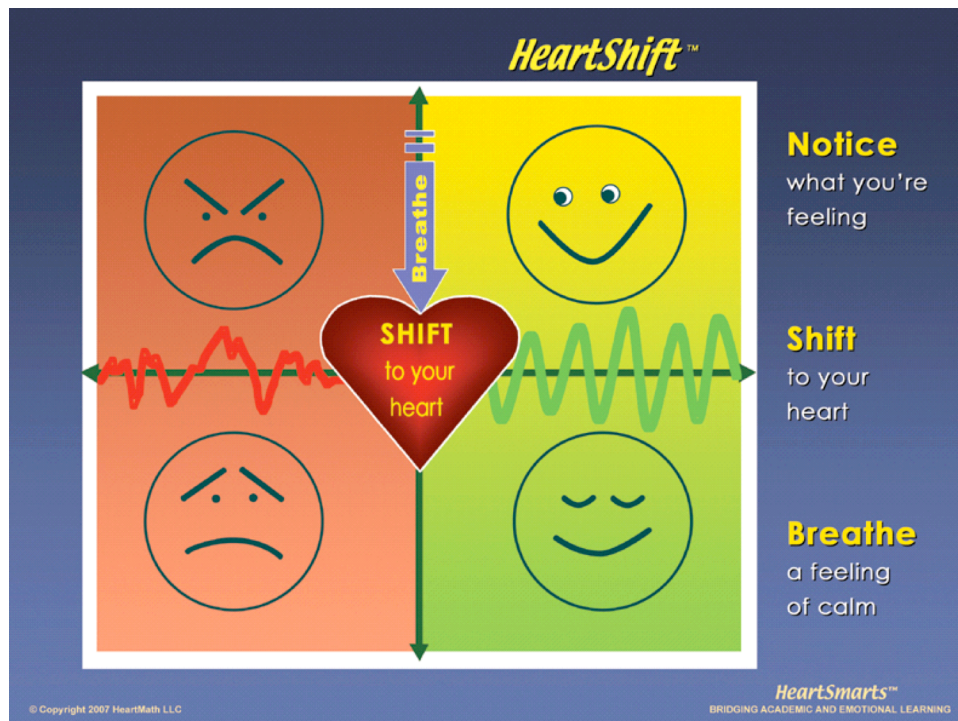 HeartShift™
Breathe
SHIFT
to your
heart
Notice
what you're
feeling
Shift
to your
heart
Breathe
a feeling
of calm
© Copyright 2007 HeartMath LLC
HeartSmarts™
BRIDGING ACADEMIC AND EMOTIONAL LEARNING